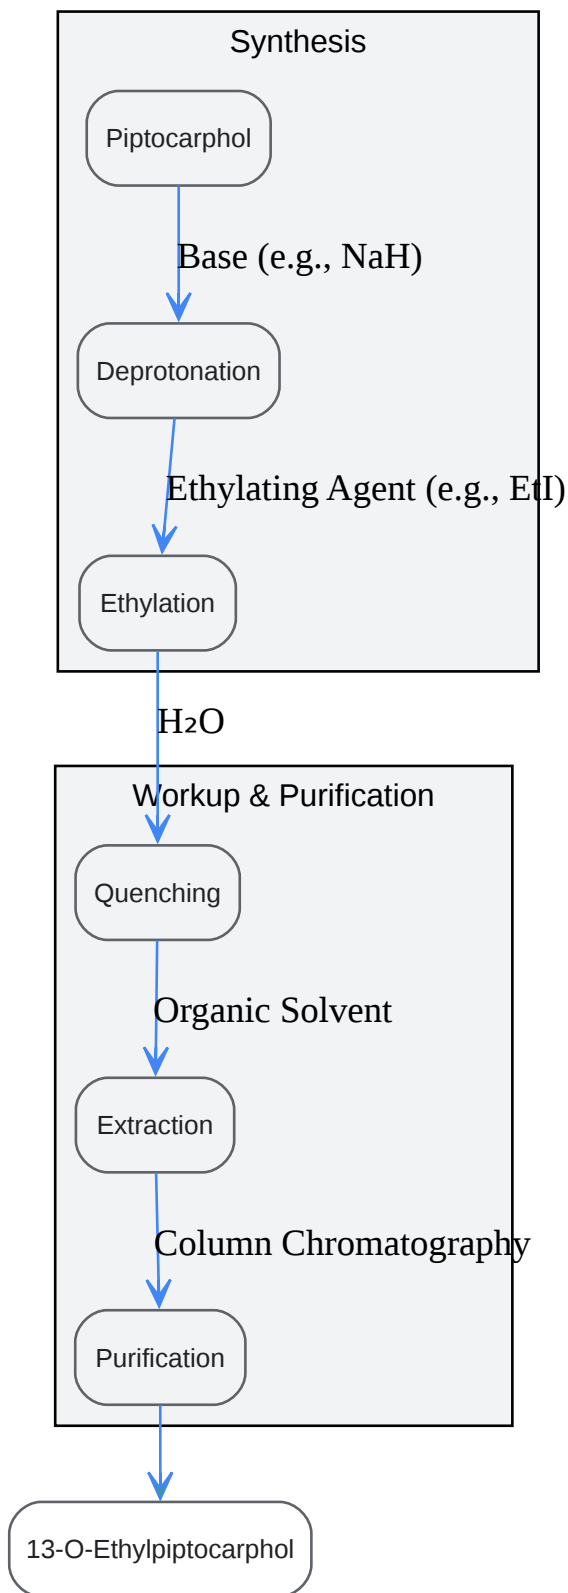 Synthesis
Piptocarphol
Base (e.g., NaH)
Deprotonation
Ethylating Agent (e.g., EtI)
Ethylation
H₂O
Workup & Purification
Quenching
Organic Solvent
Extraction
Column Chromatography
Purification
13-O-Ethylpiptocarphol